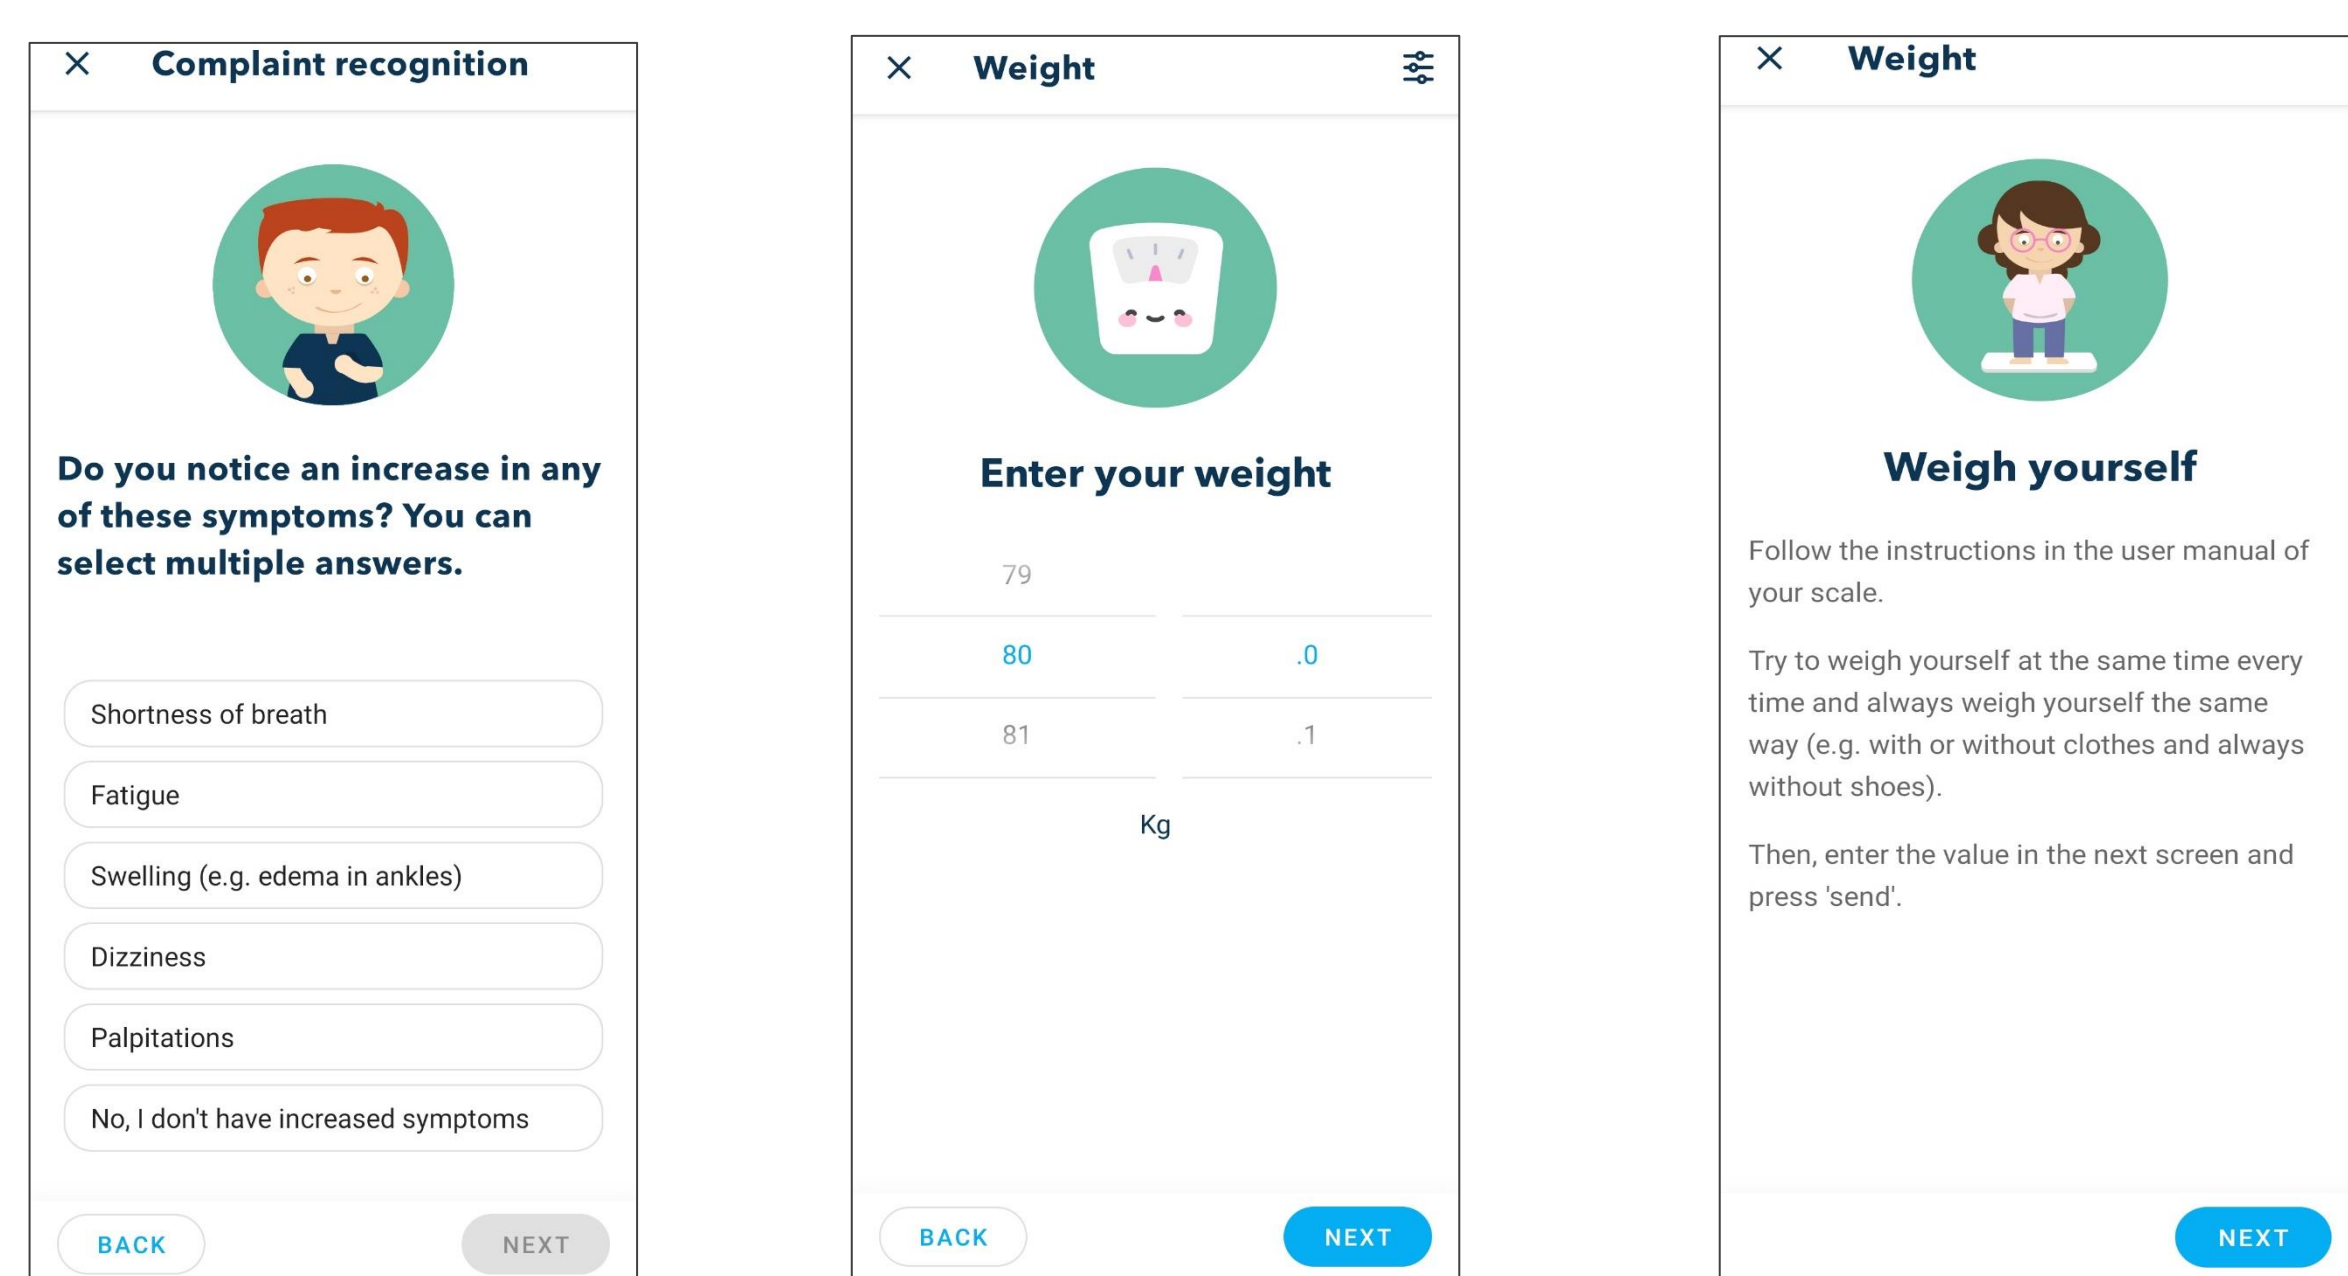 Complaint recognition
Do you notice an increase in any
of these symptoms? You can
select multiple answers.
Shortness of breath
Fatigue
Swelling (e.g. edema in ankles)
Dizziness
Palpitations
No, I don't have increased symptoms
BACK
NEXT
Weight
Enter your weight
79
80 .0
81 .1
Kg
BACK
NEXT
Weight
Weigh yourself
Follow the instructions in the user manual of
your scale.
Try to weigh yourself at the same time every
time and always weigh yourself the same
way (e.g. with or without clothes and always
without shoes).
Then, enter the value in the next screen and
press 'send'.
NEXT